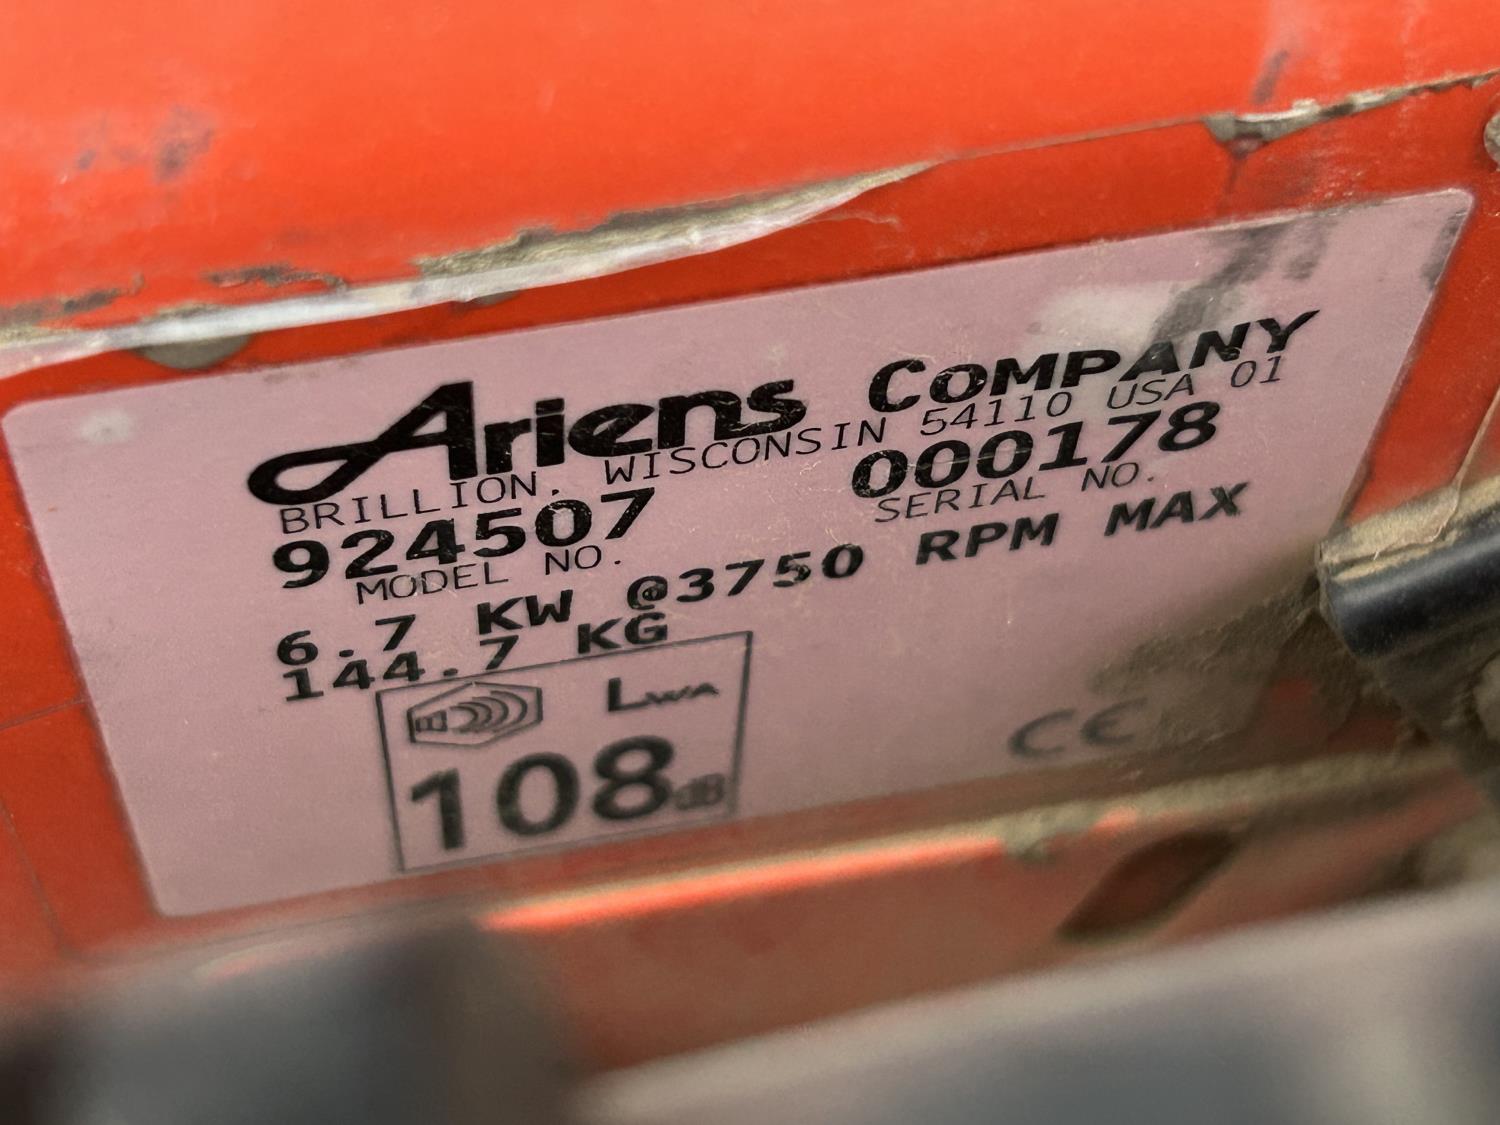 Ariens COMPANY
BRILLION, WISCONSIN 54110 USA 01
924507 000178
MODEL NO. SERIAL NO.
6.7 KW @3750 RPM MAX
144.7 KG
LWA
108dB
CE